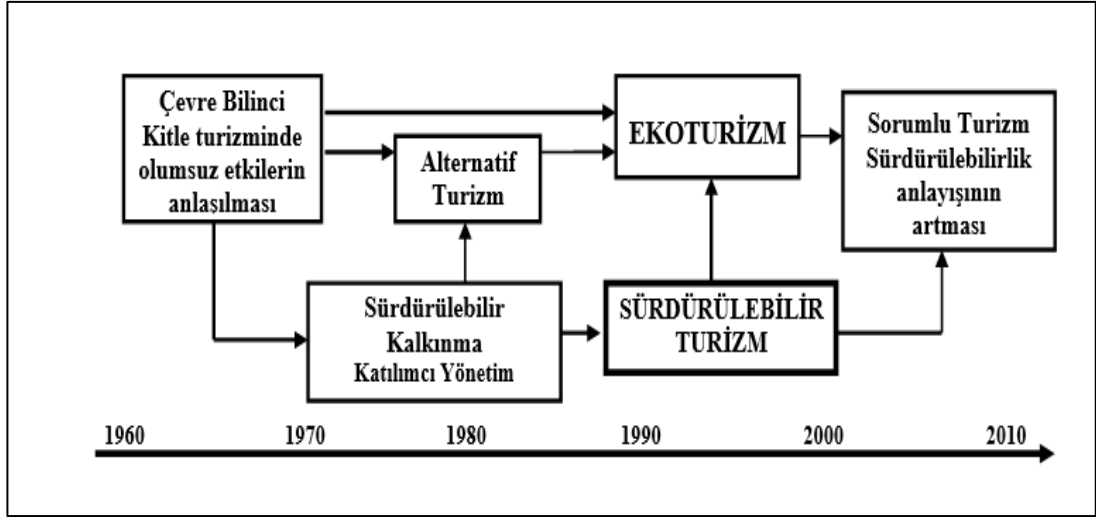 Çevre Bilinci
Kitle turizminde
olumsuz etkilerin
anlaşılması
Alternatif
Turizm
EKOTURİZM
Sorumlu Turizm
Sürdürülebilirlik
anlayışının
artması
Sürdürülebilir
Kalkınma
Katılımcı Yönetim
SÜRDÜRÜLEBİLİR
TURİZM
1960 1970 1980 1990 2000 2010